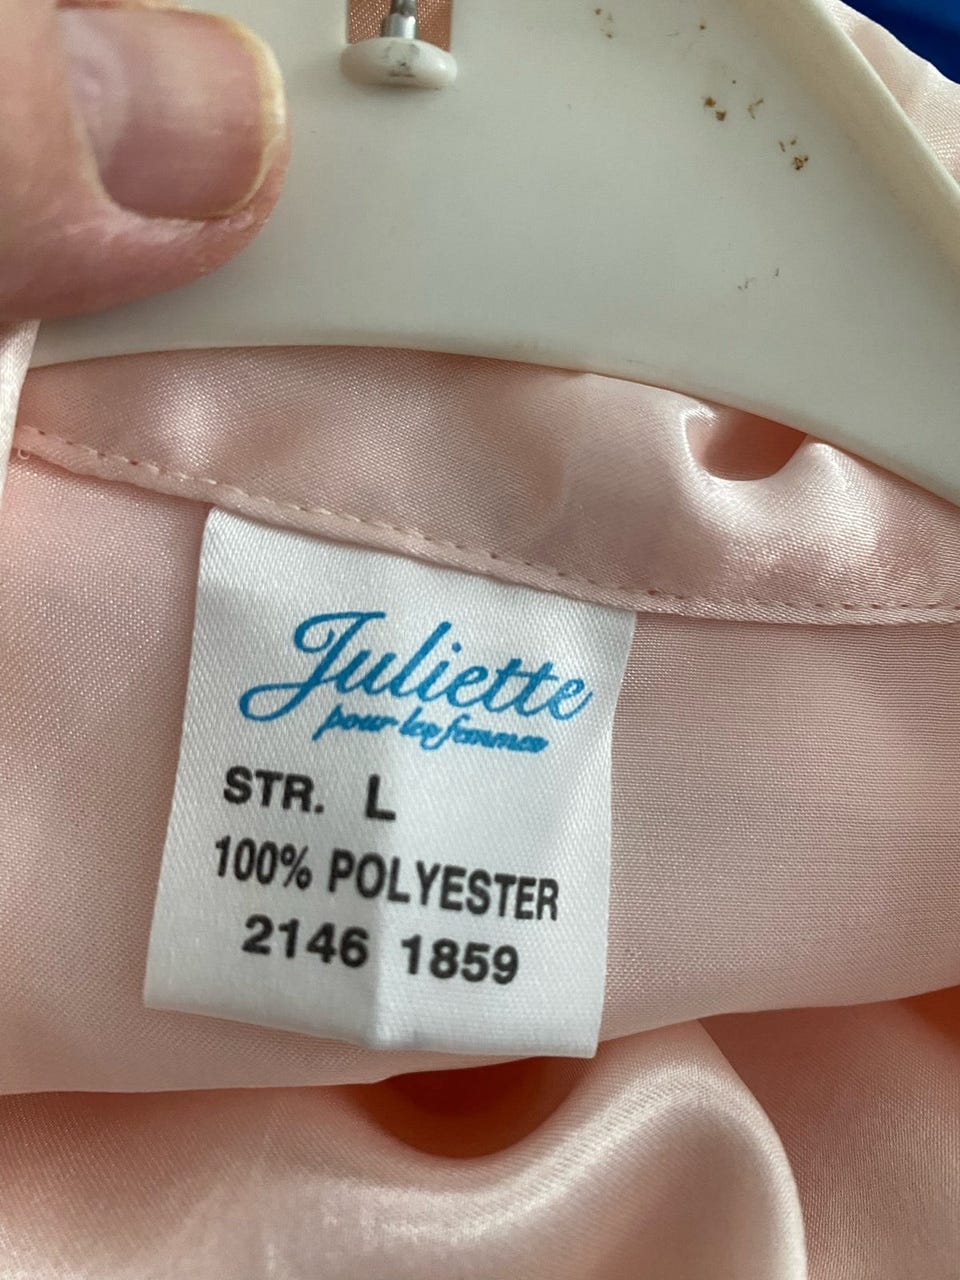 Juliette
pour les femmes
STR. L
100% POLYESTER
2146 1859